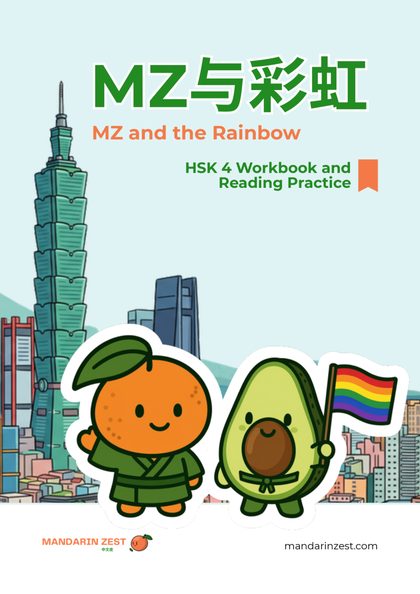 MZ与彩虹
MZ and the Rainbow
HSK 4 Workbook and
Reading Practice
MANDARIN ZEST
mandarinzest.com